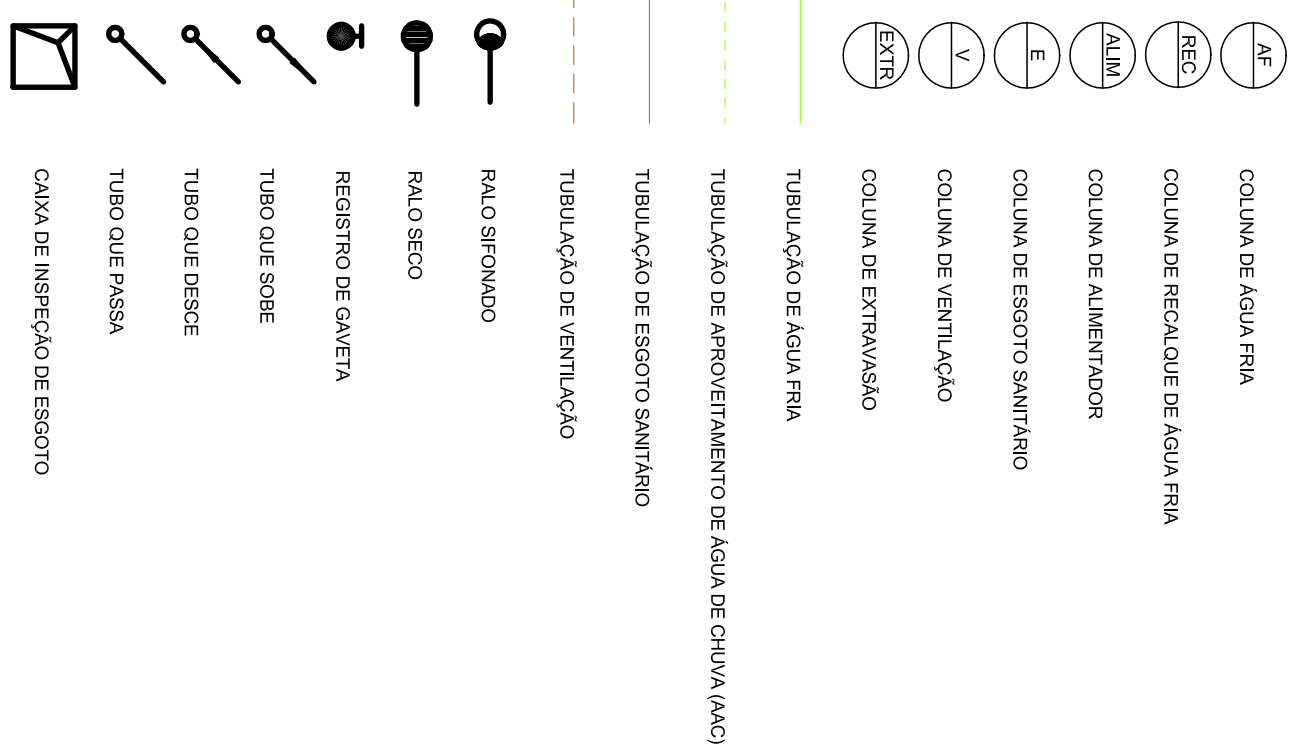 AF
COLUNA DE ÁGUA FRIA
REC
COLUNA DE RECALQUE DE ÁGUA FRIA
ALIM
COLUNA DE ALIMENTADOR
E
COLUNA DE ESGOTO SANITÁRIO
V
COLUNA DE VENTILAÇÃO
EXTR
COLUNA DE EXTRAVASÃO
TUBULAÇÃO DE ÁGUA FRIA
TUBULAÇÃO DE APROVEITAMENTO DE ÁGUA DE CHUVA (AAC)
TUBULAÇÃO DE ESGOTO SANITÁRIO
TUBULAÇÃO DE VENTILAÇÃO
RALO SIFONADO
RALO SECO
REGISTRO DE GAVETA
TUBO QUE SOBE
TUBO QUE DESCE
TUBO QUE PASSA
CAIXA DE INSPEÇÃO DE ESGOTO